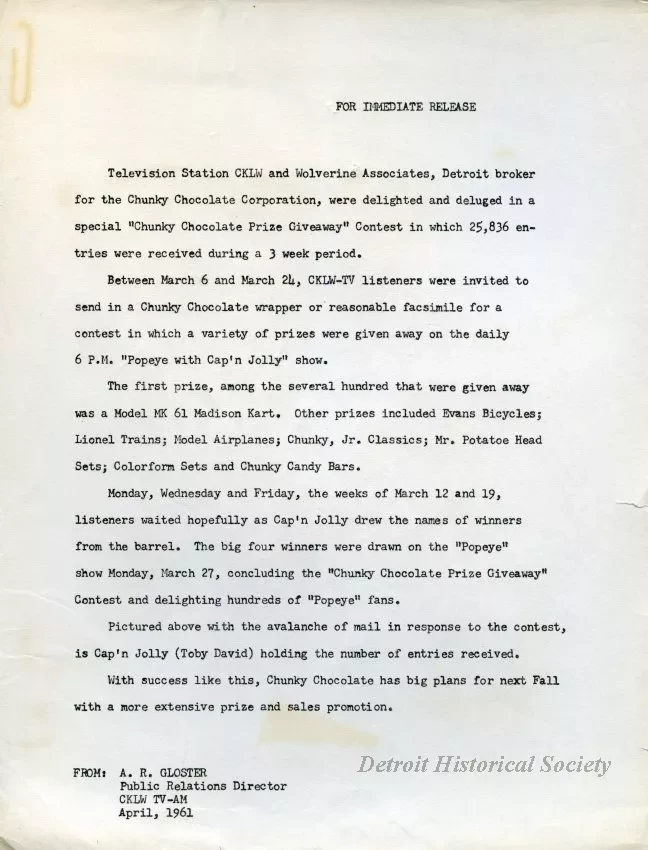 FOR IMMEDIATE RELEASE
Television Station CKLW and Wolverine Associates, Detroit broker
for the Chunky Chocolate Corporation, were delighted and deluged in a
special "Chunky Chocolate Prize Giveaway" Contest in which 25,836 en-
tries were received during a 3 week period.
Between March 6 and March 24, CKLW-TV listeners were invited to
send in a Chunky Chocolate wrapper or reasonable facsimile for a
contest in which a variety of prizes were given away on the daily
6 P.M. "Popeye with Cap'n Jolly" show.
The first prize, among the several hundred that were given away
was a Model MK 61 Madison Kart. Other prizes included Evans Bicycles;
Lionel Trains; Model Airplanes; Chunky, Jr. Classics; Mr. Potatoe Head
Sets; Colorform Sets and Chunky Candy Bars.
Monday, Wednesday and Friday, the weeks of March 12 and 19,
listeners waited hopefully as Cap'n Jolly drew the names of winners
from the barrel. The big four winners were drawn on the "Popeye"
show Monday, March 27, concluding the "Chunky Chocolate Prize Giveaway"
Contest and delighting hundreds of "Popeye" fans.
Pictured above with the avalanche of mail in response to the contest,
is Cap'n Jolly (Toby David) holding the number of entries received.
With success like this, Chunky Chocolate has big plans for next Fall
with a more extensive prize and sales promotion.
Detroit Historical Society
FROM: A. R. GLOSTER
Public Relations Director
CKLW TV-AM
April, 1961